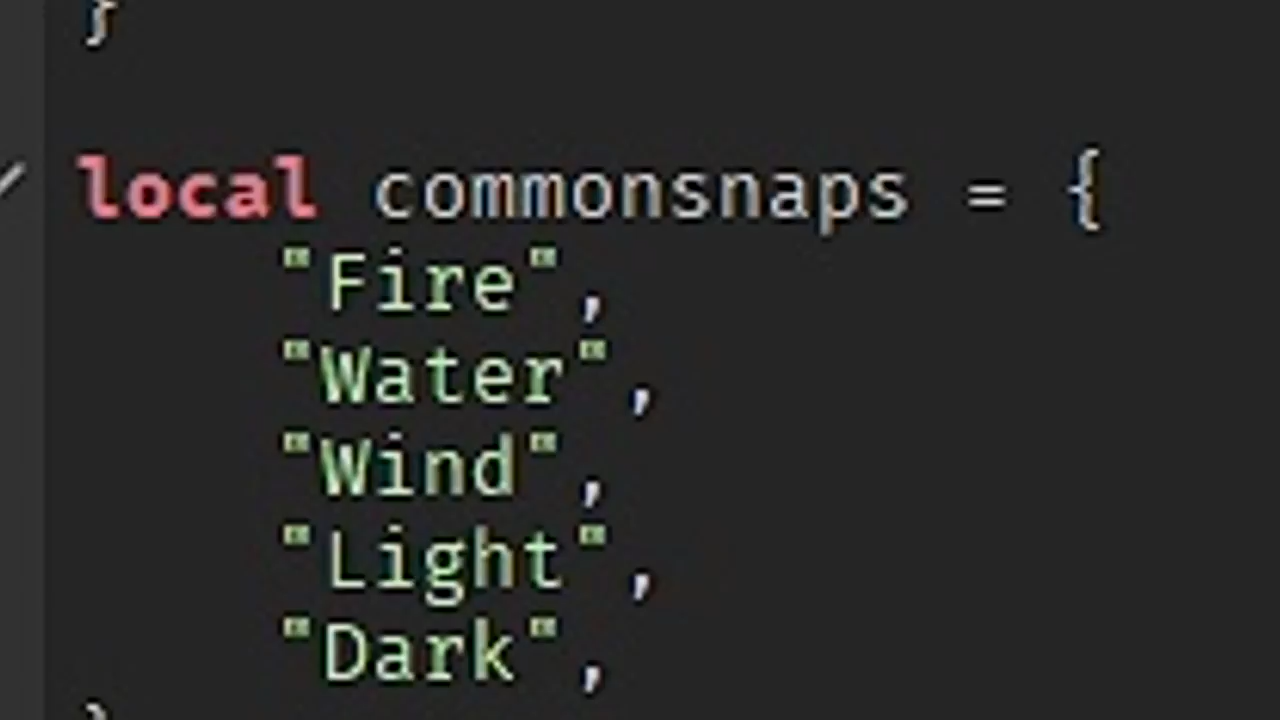 }
local commonsnaps = {
"Fire",
"Water",
"Wind",
"Light",
"Dark",
}